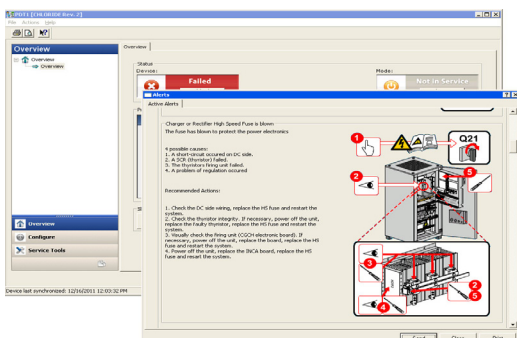 PDT1 [CHLORIDE Rev.2]
File Actions Help
Overview
Overview
Overview
Overview
Status
Device:
Failed
Mode:
Not in Service
Alerts
Active Alerts
Charger or Rectifier High Speed Fuse is blown:
The fuse has blown to protect the power electronics
4 possible causes:
1. A short-circuit occured on DC side,
2. A SCR (thyristor) failed.
3. The thyristors firing unit failed.
4. A problem of regulation occured
Recommended Actions:
1. Check the DC side wiring, replace the HS fuse and restart the
system.
2. Check the thyristor integrity. If necessary, power off the unit,
replace the faulty thyristor, replace the HS fuse and restart the
system.
3. Visually check the firing unit (CGCH electronic board). If
necessary, power off the unit, replace the board, replace the HS
fuse and restart the system.
4. Power off the unit, replace the INCA board, replace the HS
fuse and restart the system.
1
Q21
2
5
3
2
5
4
Overview
Configure
Service Tools
Device last synchronized: 12/16/2011 12:03:32 PM
Send
Close
Print